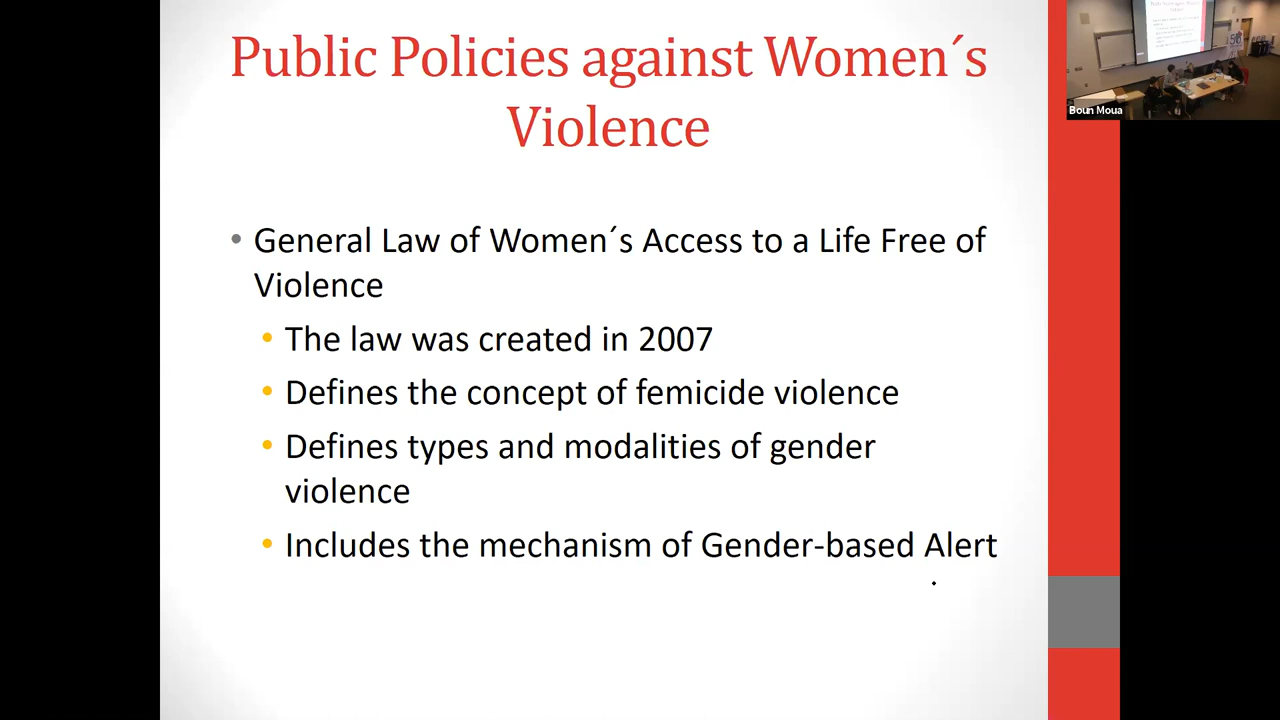 Public Policies against Women´s
Violence
• General Law of Women´s Access to a Life Free of
Violence
• The law was created in 2007
• Defines the concept of femicide violence
• Defines types and modalities of gender
violence
• Includes the mechanism of Gender-based Alert
Boun Moua